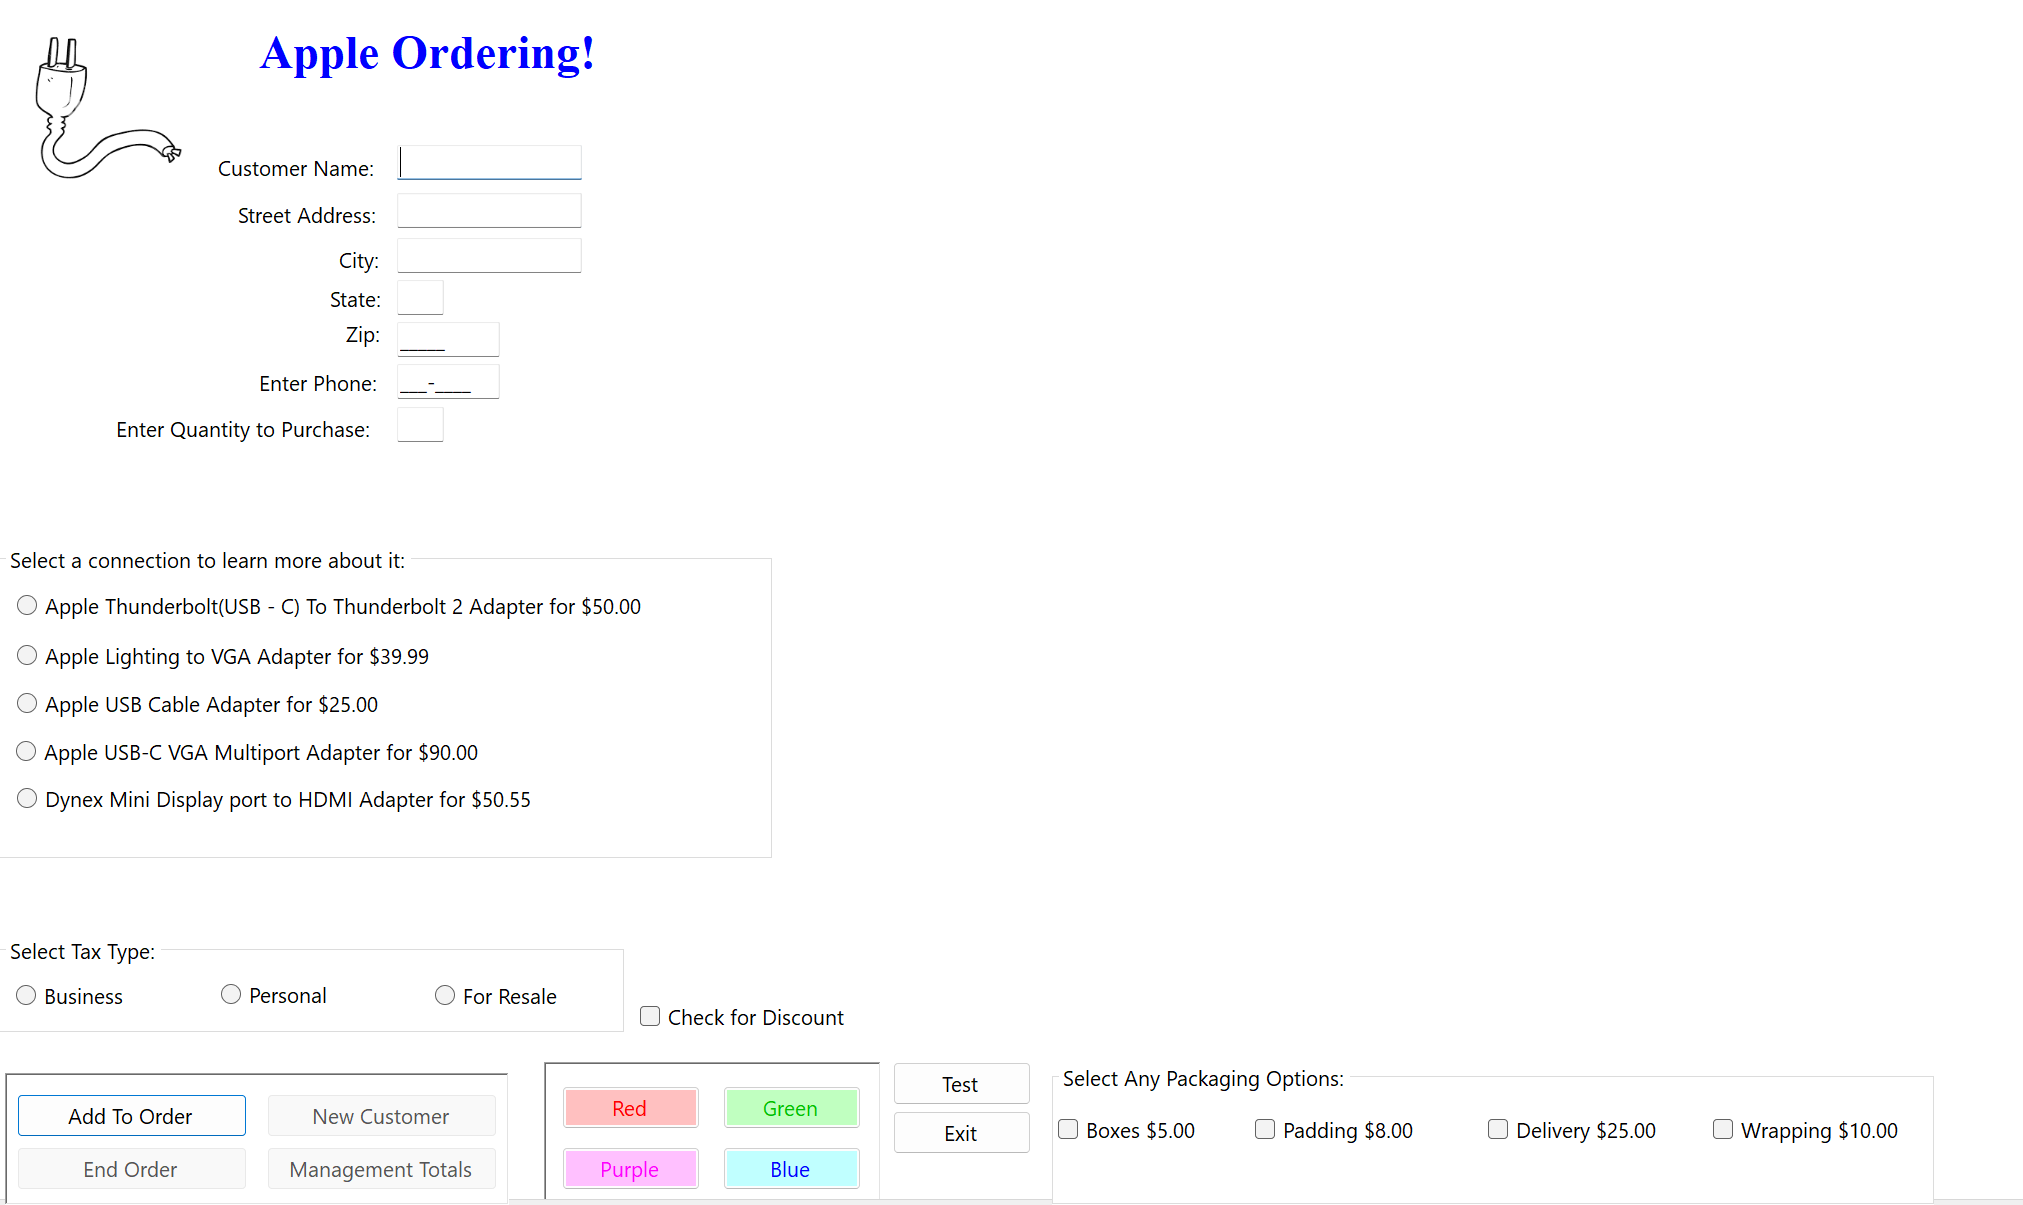 Apple Ordering!
Customer Name:
Street Address:
City:
State:
Zip: _____
Enter Phone: ___-____
Enter Quantity to Purchase:
Select a connection to learn more about it:
Apple Thunderbolt(USB - C) To Thunderbolt 2 Adapter for $50.00
Apple Lighting to VGA Adapter for $39.99
Apple USB Cable Adapter for $25.00
Apple USB-C VGA Multiport Adapter for $90.00
Dynex Mini Display port to HDMI Adapter for $50.55
Select Tax Type:
Business Personal For Resale
Check for Discount
Add To Order New Customer
End Order Management Totals
Red Green
Purple Blue
Test
Exit
Select Any Packaging Options:
Boxes $5.00 Padding $8.00 Delivery $25.00 Wrapping $10.00